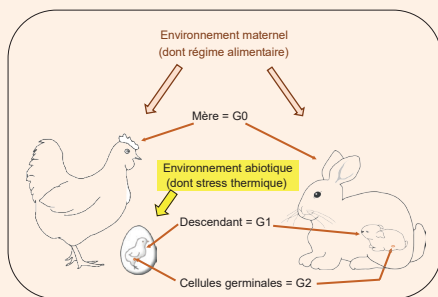 Environnement maternel
(dont régime alimentaire)
Mère = G0
Environnement abiotique
(dont stress thermique)
Descendant = G1
Cellules germinales = G2